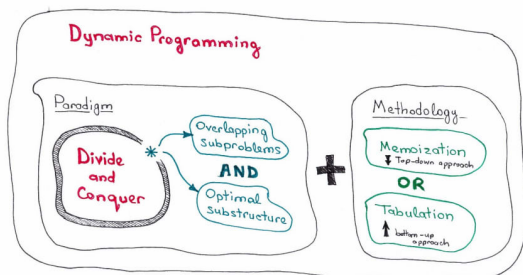 Dynamic Programming
Paradigm
Divide
and
Conquer
*
Overlapping
subproblems
AND
Optimal
substructure
+
Methodology
Memoization
Top-down approach
OR
Tabulation
bottom-up
approach